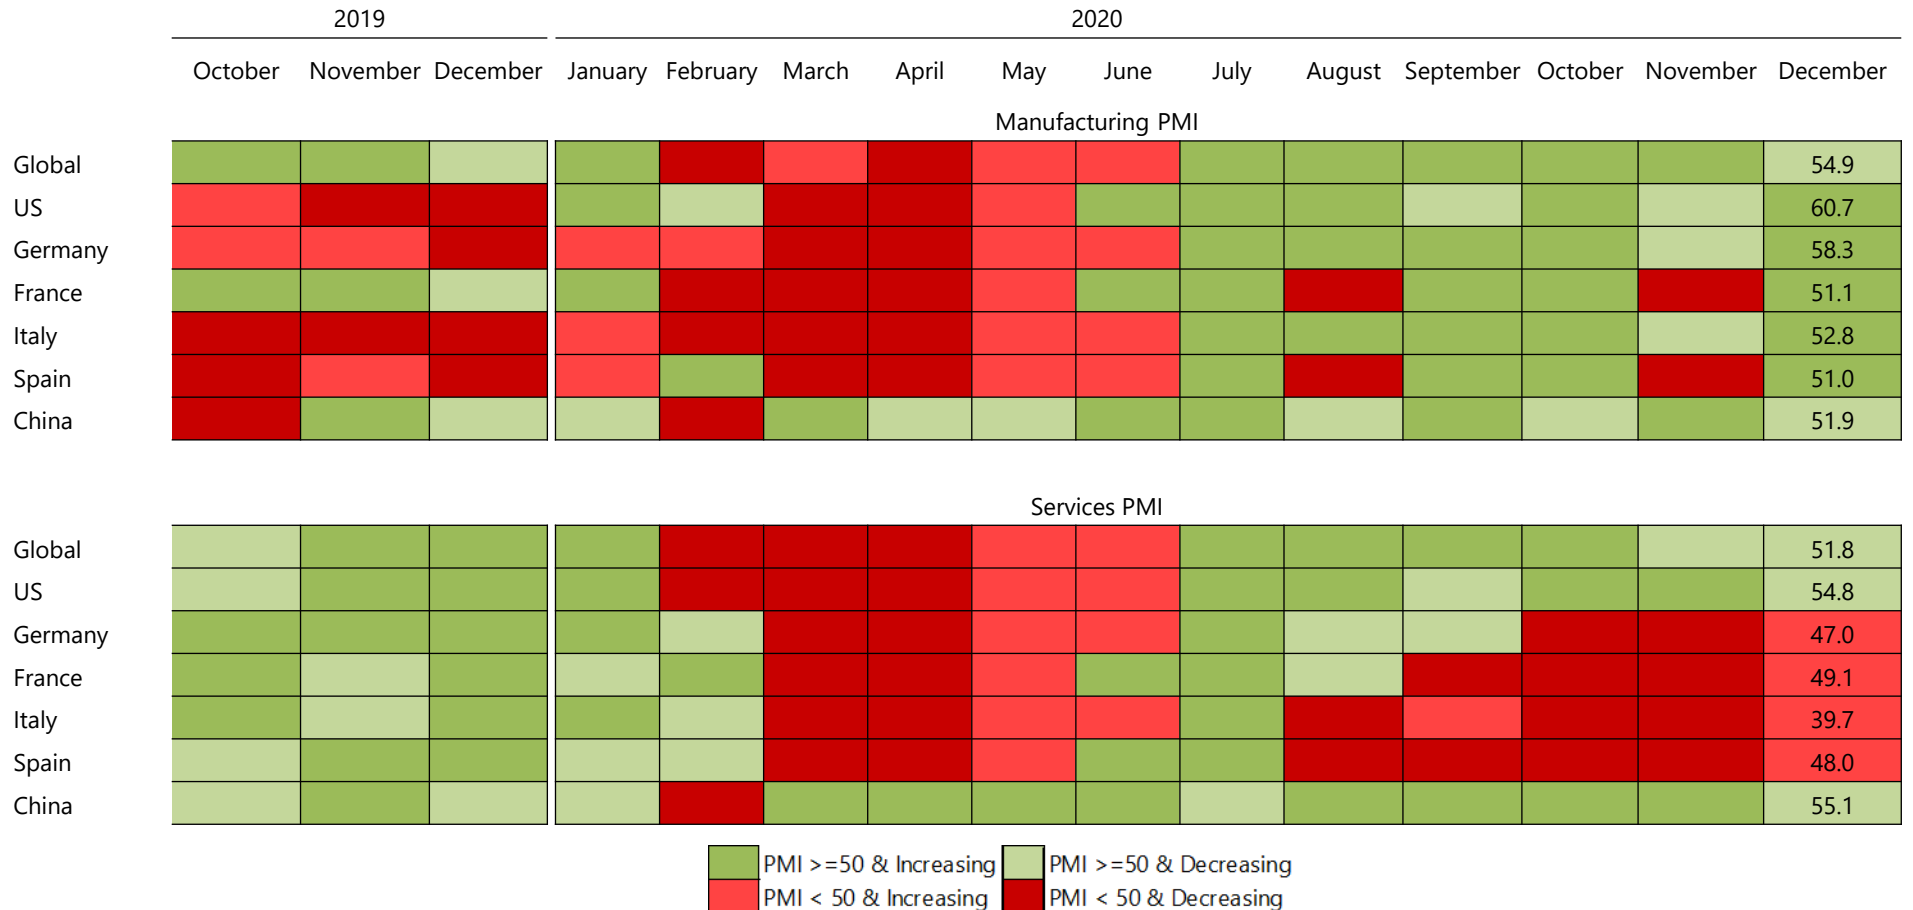 2019 2020
October November December January February March April May June July August September October November December
Manufacturing PMI
Global 54.9
US 60.7
Germany 58.3
France 51.1
Italy 52.8
Spain 51.0
China 51.9
Services PMI
Global 51.8
US 54.8
Germany 47.0
France 49.1
Italy 39.7
Spain 48.0
China 55.1
PMI >=50 & Increasing PMI >=50 & Decreasing
PMI < 50 & Increasing PMI < 50 & Decreasing